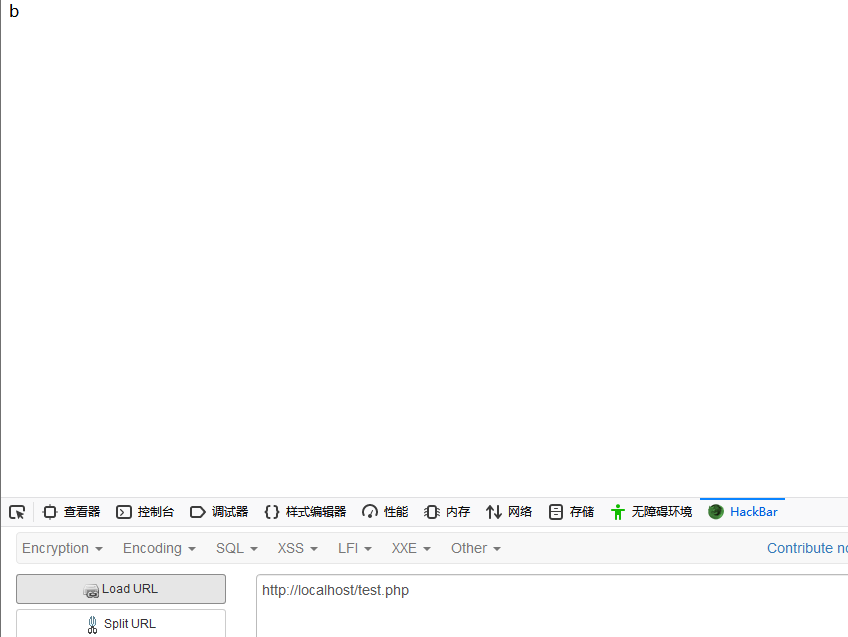 b
查看器 控制台 调试器 样式编辑器 性能 内存 网络 存储 无障碍环境 HackBar
Encryption Encoding SQL XSS LFI XXE Other Contribute no
Load URL http://localhost/test.php
Split URL